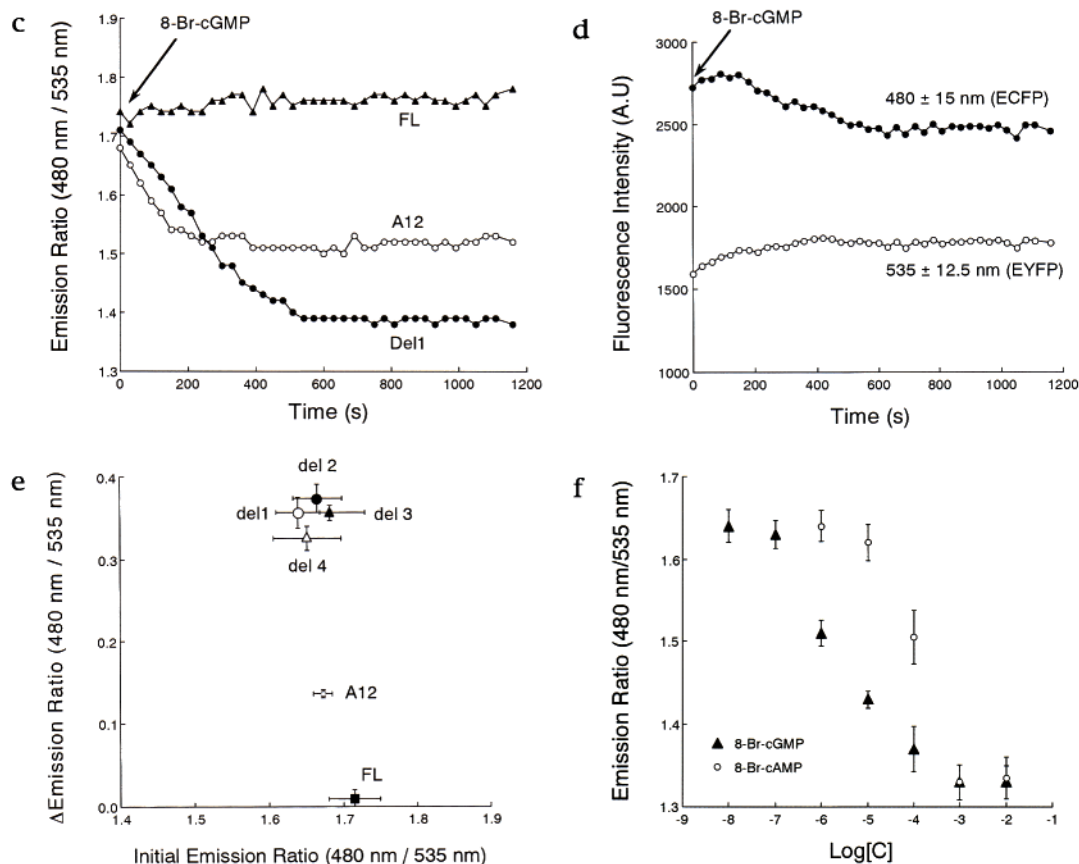 c
8-Br-cGMP
Emission Ratio (480 nm / 535 nm)
1.9
1.8
1.7
1.6
1.5
1.4
1.3
FL
A12
Del1
0 200 400 600 800 1000 1200
Time (s)
d
8-Br-cGMP
Fluorescence Intensity (A.U)
3000
2500
2000
1500
1000
480 ± 15 nm (ECFP)
535 ± 12.5 nm (EYFP)
0 200 400 600 800 1000 1200
Time (s)
e
ΔEmission Ratio (480 nm / 535 nm)
0.4
0.3
0.2
0.1
0.0
del 2
del1
del 3
del 4
A12
FL
1.4 1.5 1.6 1.7 1.8 1.9
Initial Emission Ratio (480 nm / 535 nm)
f
Emission Ratio (480 nm/535 nm)
1.7
1.6
1.5
1.4
1.3
8-Br-cGMP
8-Br-cAMP
-9 -8 -7 -6 -5 -4 -3 -2 -1
Log[C]